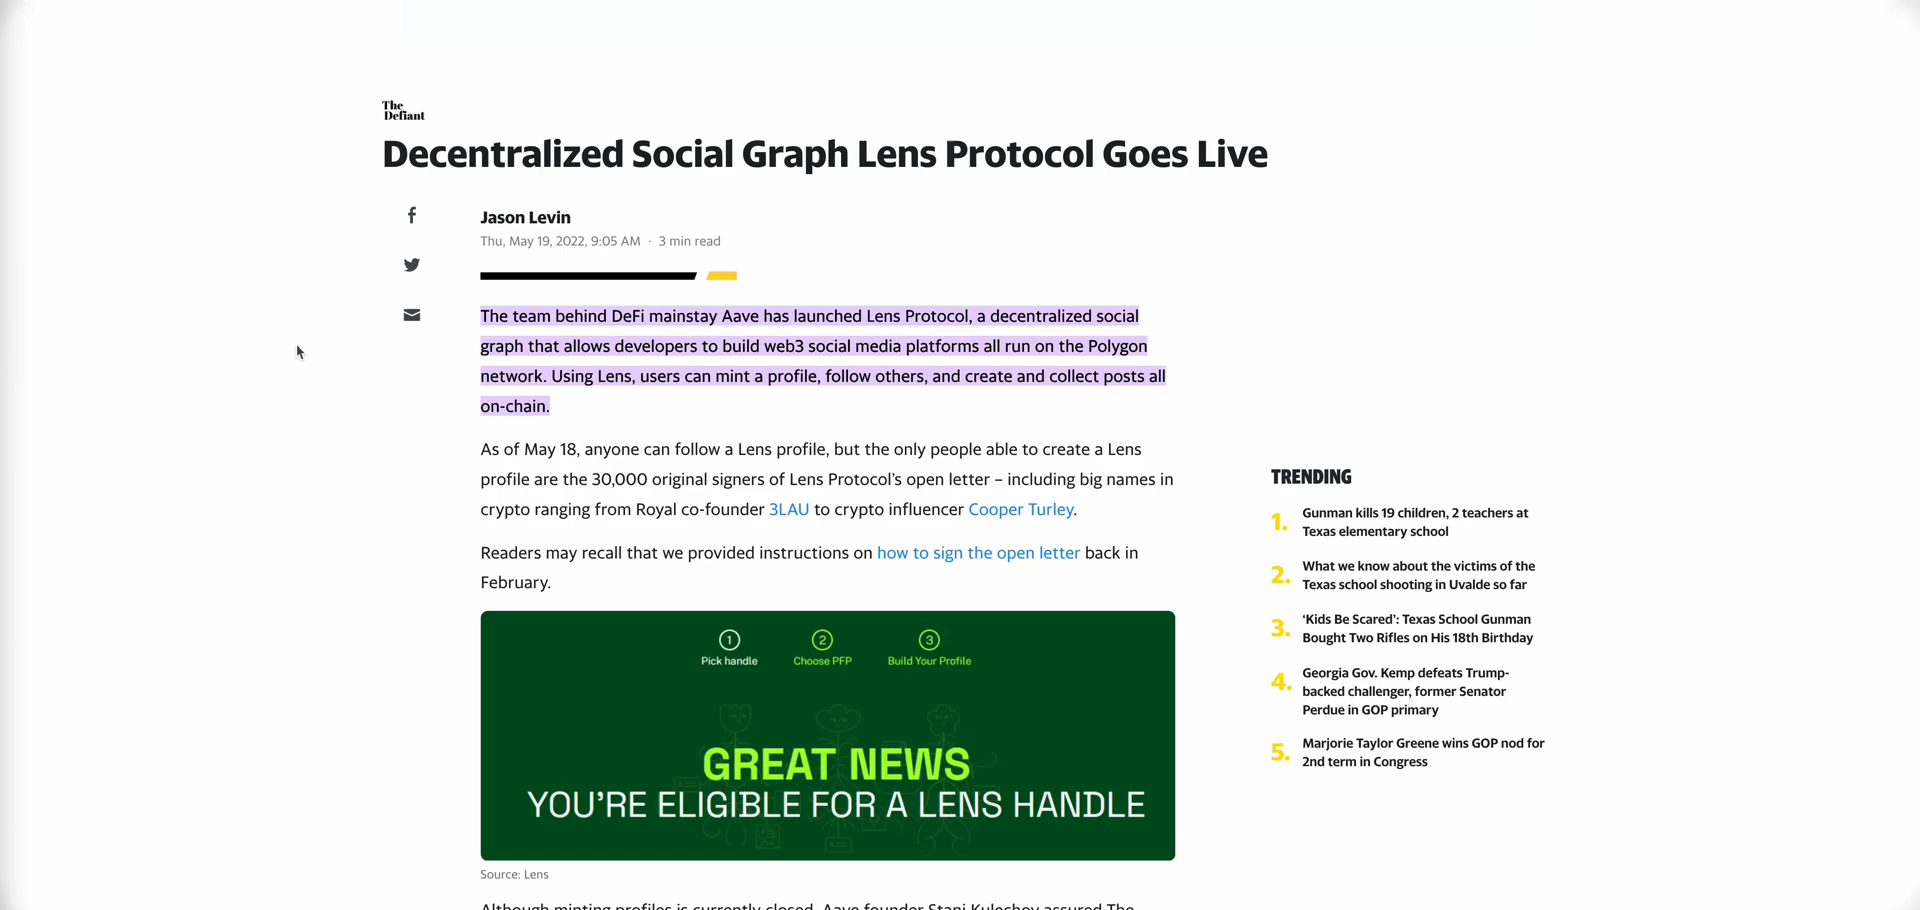 The
Defiant
Decentralized Social Graph Lens Protocol Goes Live
Jason Levin
Thu, May 19, 2022, 9:05 AM · 3 min read
The team behind DeFi mainstay Aave has launched Lens Protocol, a decentralized social
graph that allows developers to build web3 social media platforms all run on the Polygon
network. Using Lens, users can mint a profile, follow others, and create and collect posts all
on-chain.
As of May 18, anyone can follow a Lens profile, but the only people able to create a Lens
profile are the 30,000 original signers of Lens Protocol’s open letter – including big names in
crypto ranging from Royal co-founder 3LAU to crypto influencer Cooper Turley.
Readers may recall that we provided instructions on how to sign the open letter back in
February.
1
Pick handle
2
Choose PFP
3
Build Your Profile
GREAT NEWS
YOU’RE ELIGIBLE FOR A LENS HANDLE
Source: Lens
Although minting profiles is currently closed, Aave founder Stani Kulechov assured The
TRENDING
1. Gunman kills 19 children, 2 teachers at
Texas elementary school
2. What we know about the victims of the
Texas school shooting in Uvalde so far
3. ‘Kids Be Scared’: Texas School Gunman
Bought Two Rifles on His 18th Birthday
4. Georgia Gov. Kemp defeats Trump-
backed challenger, former Senator
Perdue in GOP primary
5. Marjorie Taylor Greene wins GOP nod for
2nd term in Congress